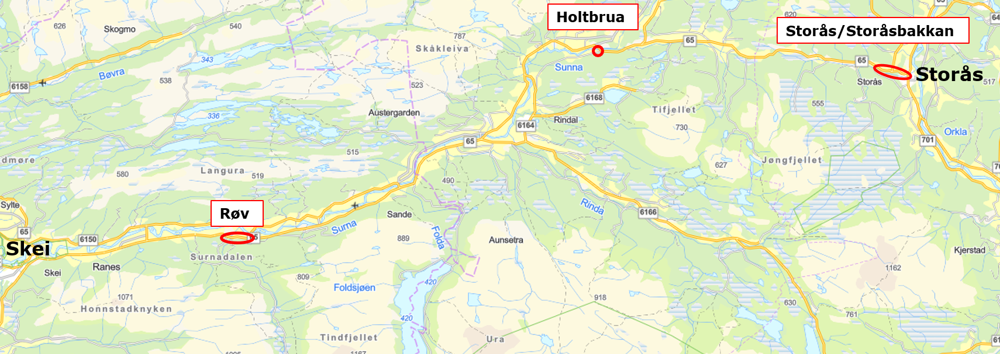 Holtbrua
Storås/Storåsbakkan
620
626
Skogmo
540
787
Skåkleiva
65
343
65
Bøvra
Sunna
Storås
538
523
Storås
517
6158
6168
336
Austergarden
Tifjellet
555
Rindal
6164
730
Orkla
65
701
515
Jøngfjellet
627
580
Langura
519
490
Sylte
Røv
Sande
Rinda
6166
65
6150
65
Surna
Folda
889
Aunsetra
Skei
Surnadalen
Kjerstad
Skei
Ranes
809
1162
420
Foldsjøen
1071
918
630
Honnstadknyken
761
420
Tindfjellet
Ura
1167